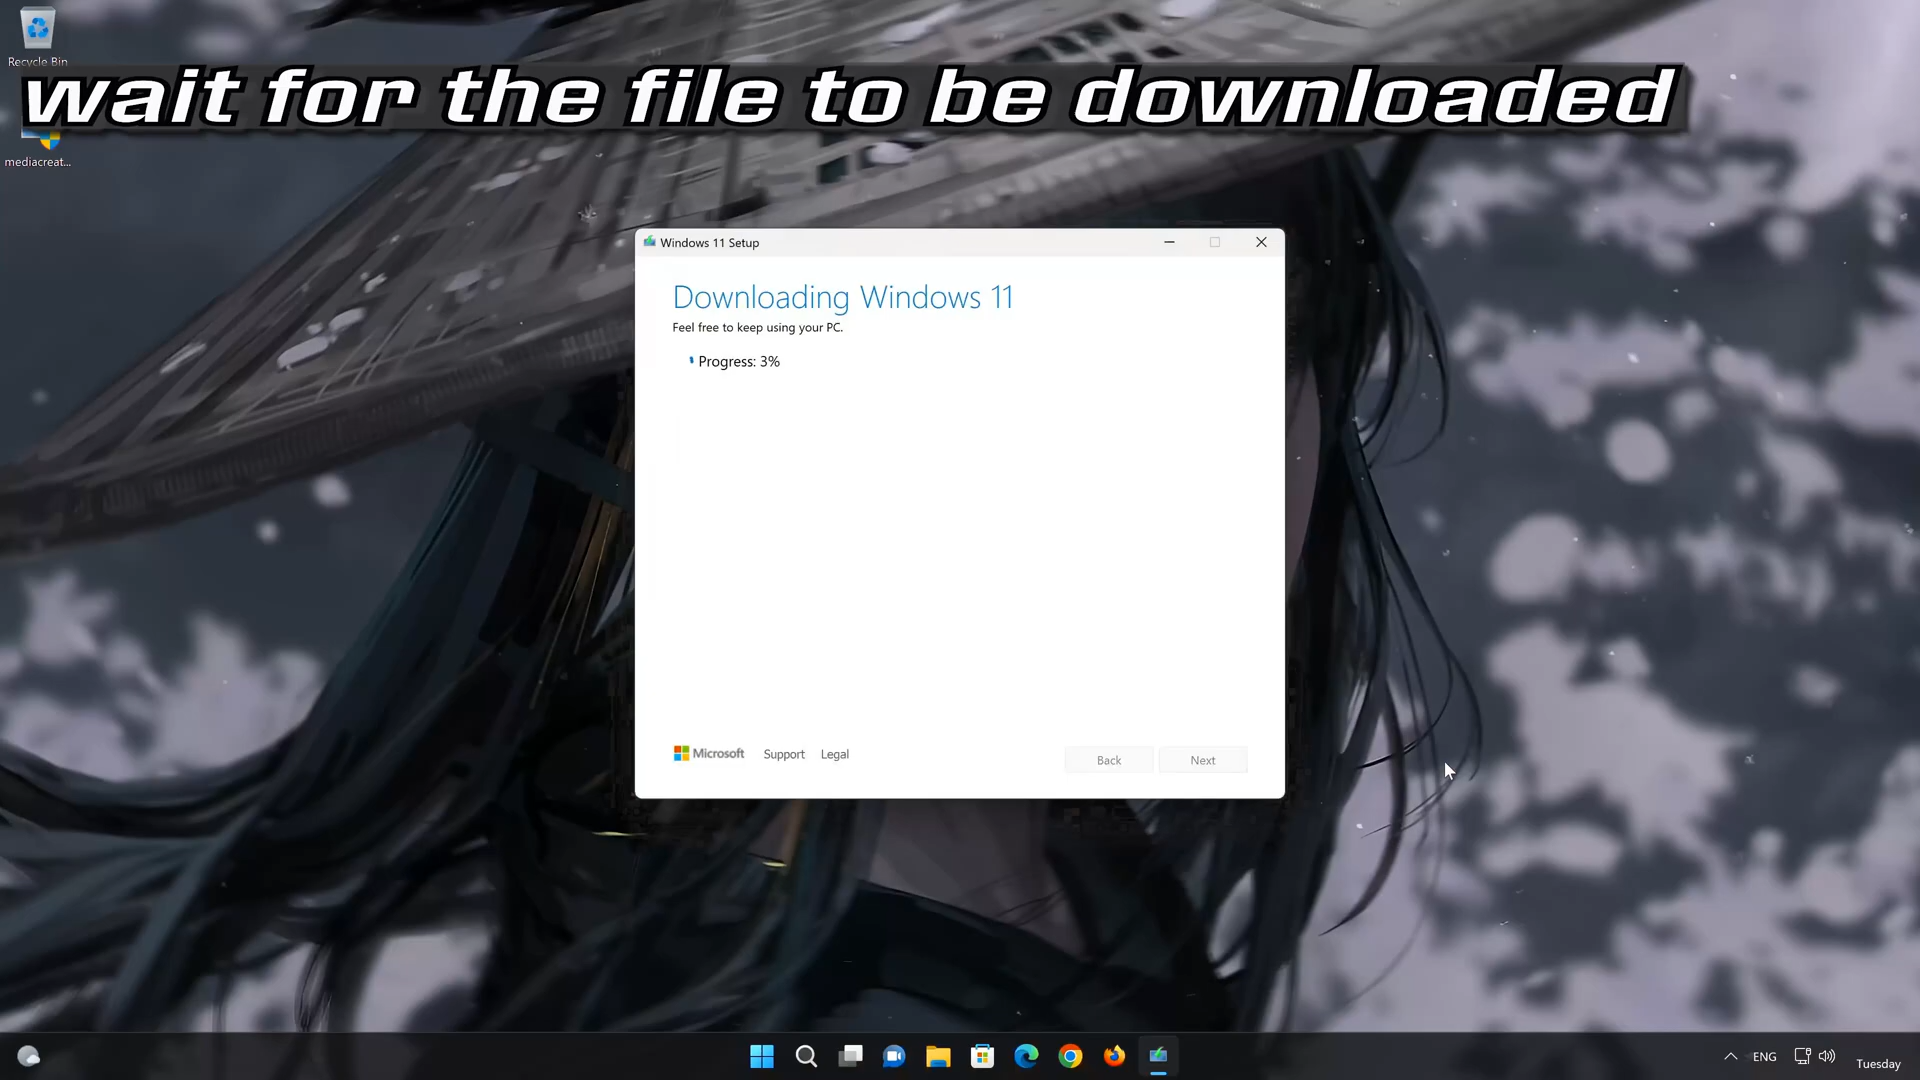 Recycle Bin
wait for the file to be downloaded
mediacreat...
Windows 11 Setup
Downloading Windows 11
Feel free to keep using your PC.
Progress: 3%
Microsoft Support Legal Back Next
ENG Tuesday